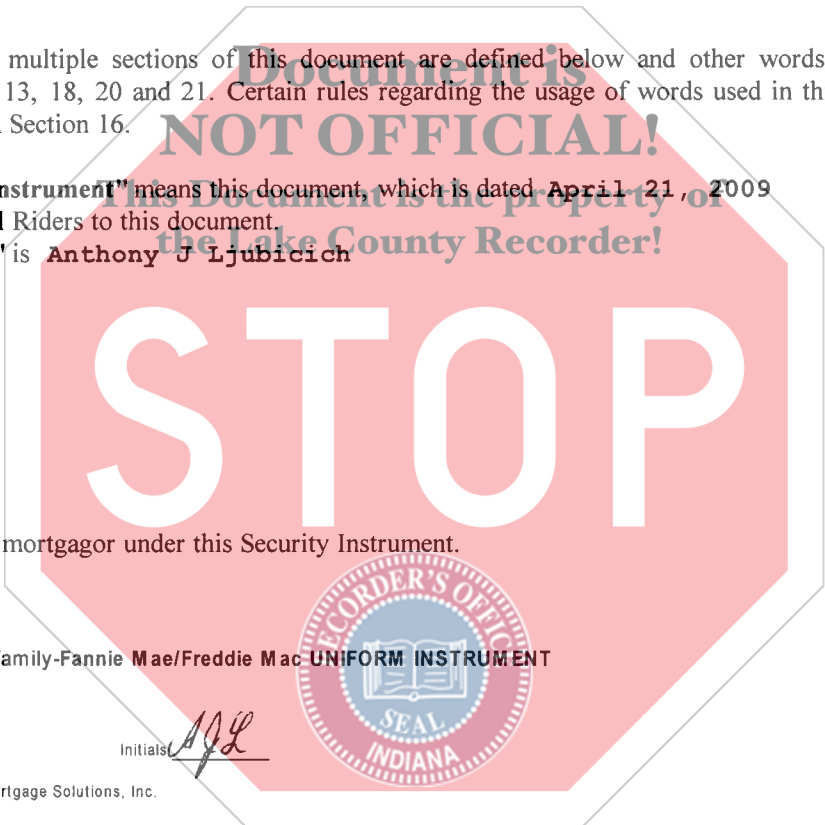 multiple sections of this document are defined below and other words
Document is
13, 18, 20 and 21. Certain rules regarding the usage of words used in th
Section 16.
NOT OFFICIAL!
nstrument" means this document, which is dated April 21, 2009
This Document is the property of
Riders to this document.
the Lake County Recorder!
" is Anthony J Ljubicich
STOP
mortgagor under this Security Instrument.
RECORDER'S OFFICE
amily-Fannie Mae/Freddie Mac UNIFORM INSTRUMENT
SEAL
INDIANA
Initials AJL
rtgage Solutions, Inc.